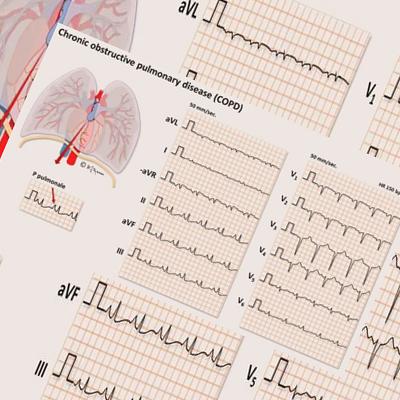 aVL
V1
Chronic obstructive pulmonary disease (COPD)
50 mm/sec.
aVL
I
-aVR
II
aVF
III
P pulmonale
50 mm/sec.
HR 150 bp
V1
V2
V3
V4
V5
V6
aVF
III
V5